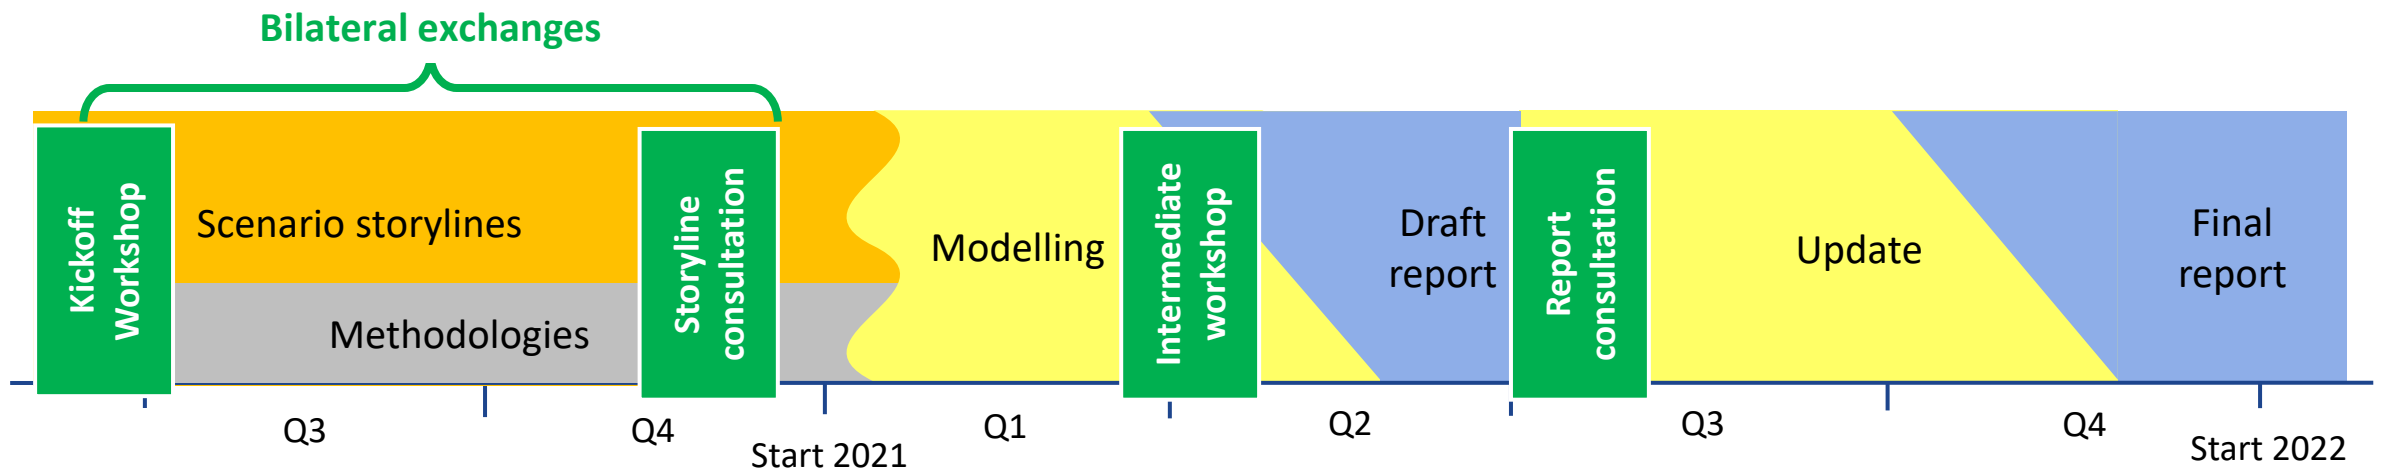 Bilateral exchanges
Kickoff
Workshop
Scenario storylines
Methodologies
Storyline
consultation
Modelling
Intermediate
workshop
Draft
report
Report
consultation
Update
Final
report
Q3
Q4
Start 2021
Q1
Q2
Q3
Q4
Start 2022